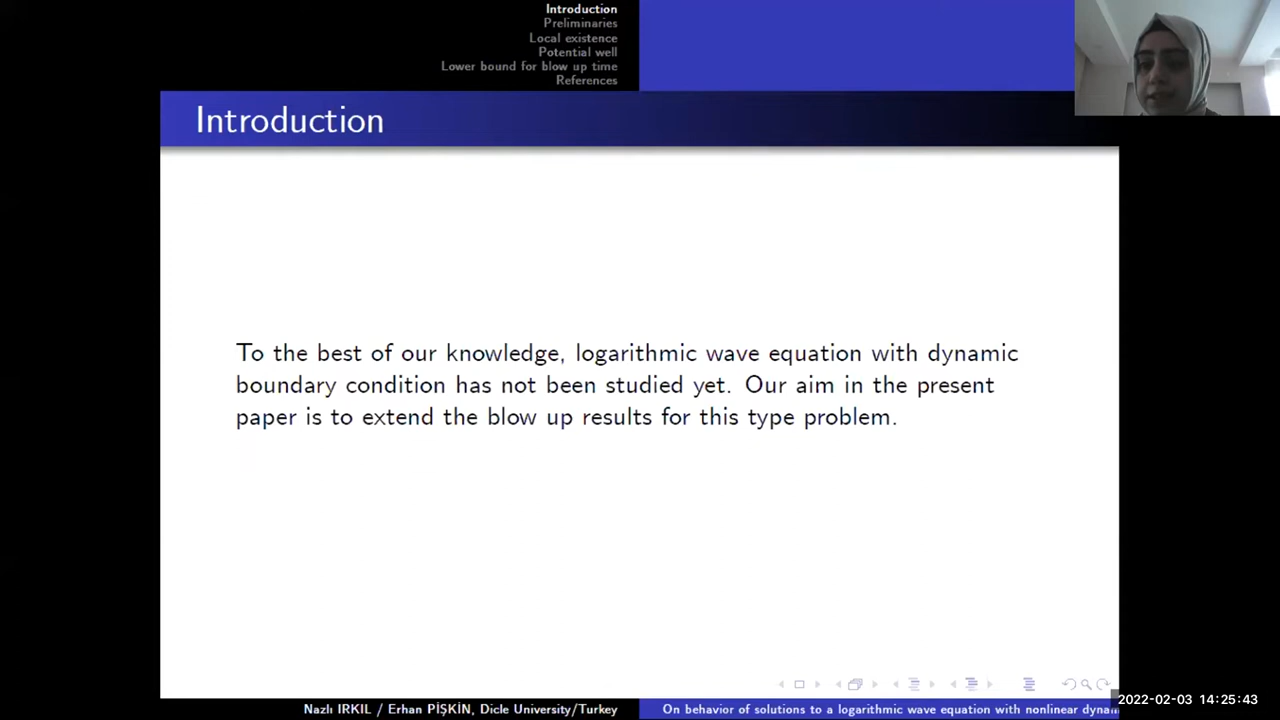 Introduction
Preliminaries
Local existence
Potential well
Lower bound for blow up time
References
Introduction
To the best of our knowledge, logarithmic wave equation with dynamic
boundary condition has not been studied yet. Our aim in the present
paper is to extend the blow up results for this type problem.
Nazlı IRKIL / Erhan PİŞKİN, Dicle University/Turkey
On behavior of solutions to a logarithmic wave equation with nonlinear dynam
2022-02-03 14:25:43